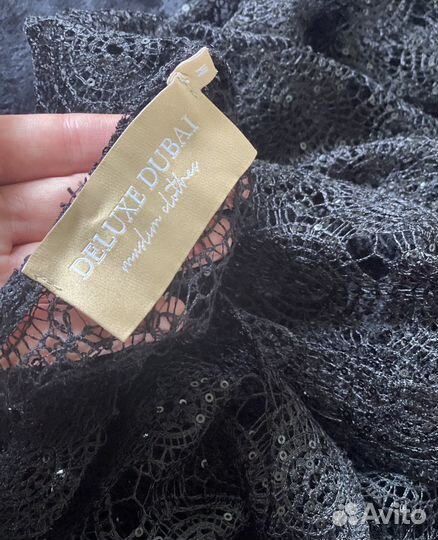 DELUXE DUBAI
muslim clothes
M
Avito